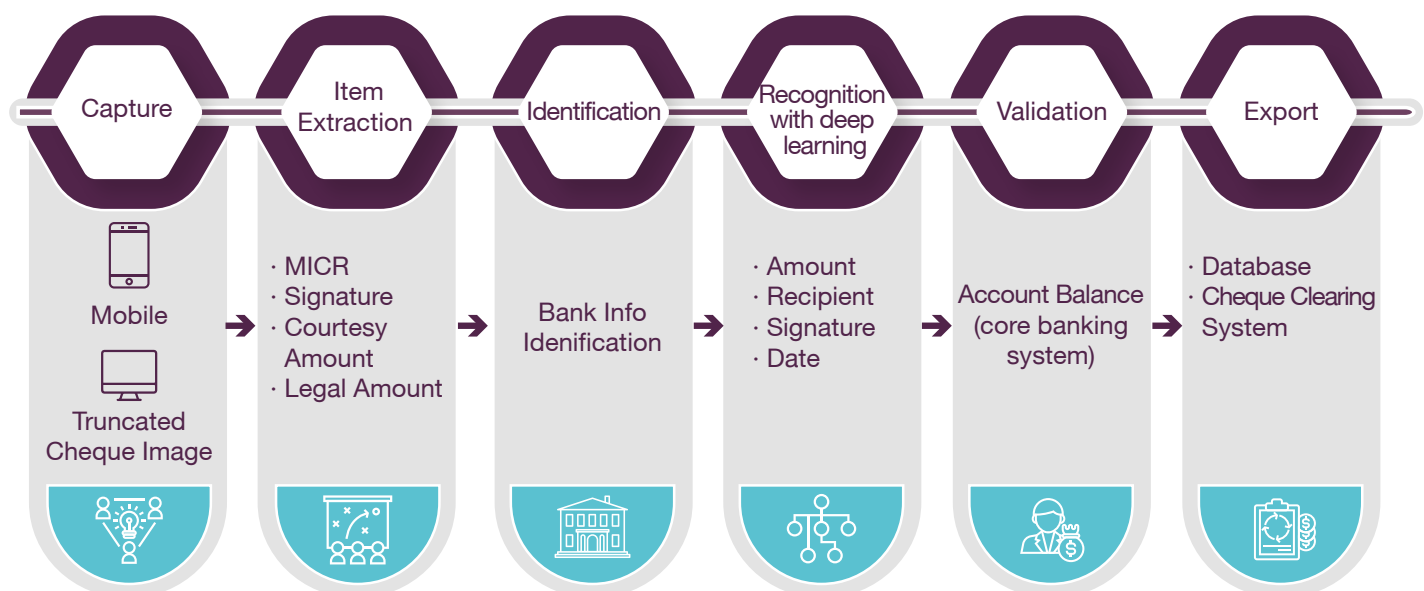 Capture
Mobile
Truncated
Cheque Image
Item
Extraction
· MICR
· Signature
· Courtesy
Amount
· Legal Amount
Identification
Bank Info
Idenification
Recognition
with deep
learning
· Amount
· Recipient
· Signature
· Date
Validation
Account Balance
(core banking
system)
Export
· Database
· Cheque Clearing
System